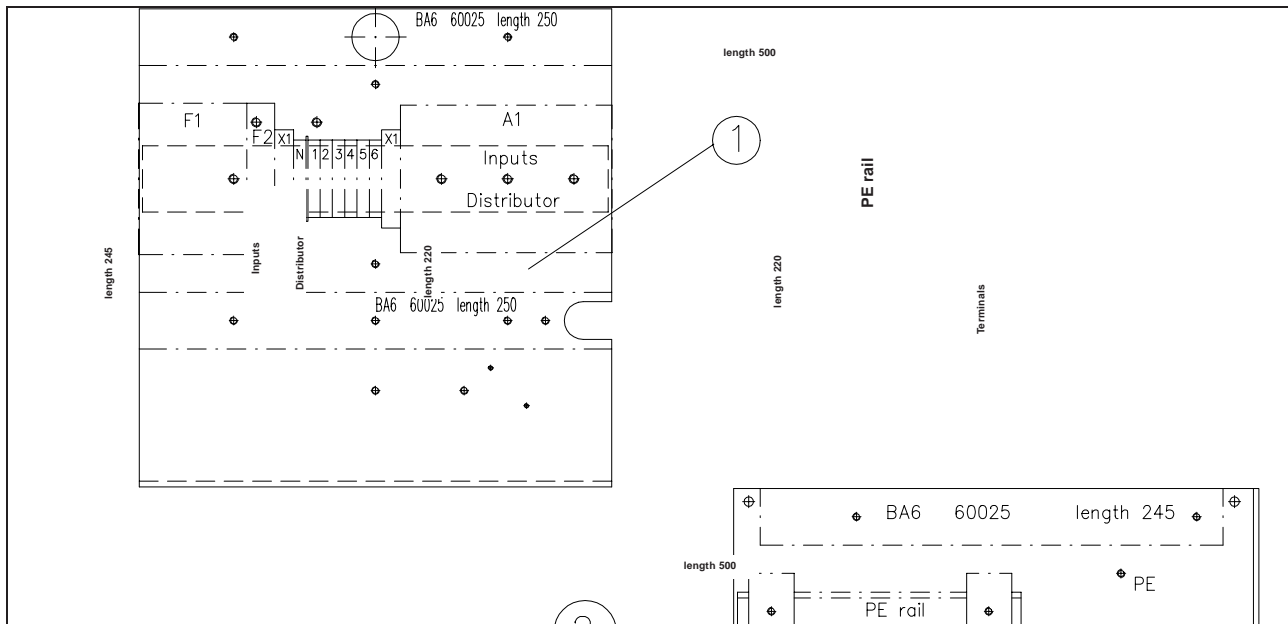 BA6 60025 length 250
length 500
F1
F2
X1
N 1 2 3 4 5 6
X1
A1
Inputs
Distributor
1
PE rail
length 245
Inputs
Distributor
length 220
length 220
Terminals
BA6 60025 length 250
BA6 60025 length 245
length 500
PE
PE rail